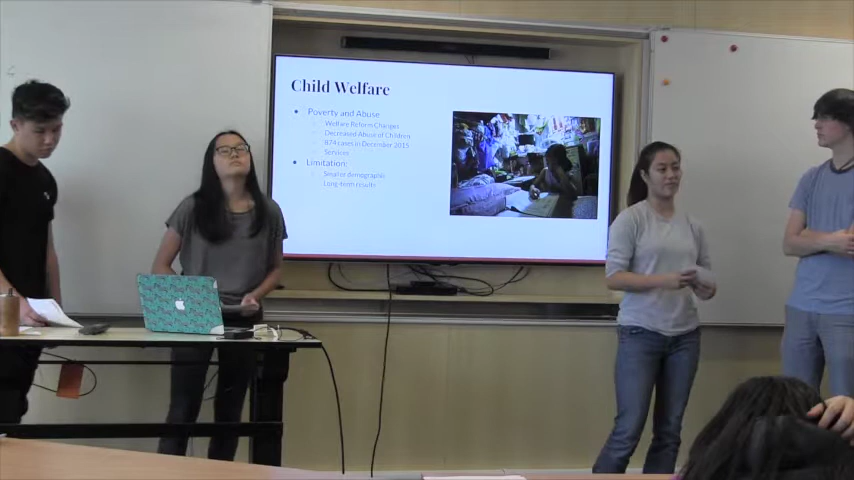 Child Welfare
Poverty and Abuse
Welfare Reform Changes
Decreased Abuse of Children
874 cases in December 2015
Services
Limitation:
Smaller demographic
Long-term results